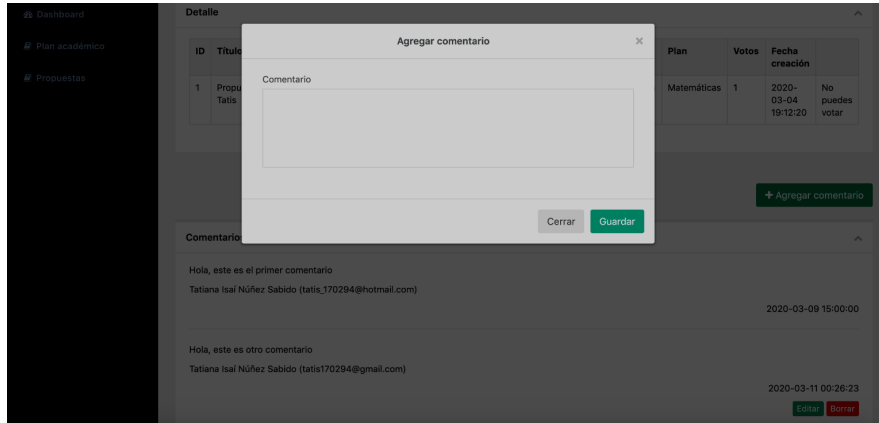 Dashboard
Plan académico
Propuestas
Detalle
Agregar comentario
Comentario
Cerrar Guardar
ID Título Plan Votos Fecha creación
1 Tatis Matemáticas 1 2020-03-04 19:12:20 No puedes votar
+ Agregar comentario
Hola, este es el primer comentario
Tatiana Isaí Núñez Sabido (tatis_170294@hotmail.com)
2020-03-09 15:00:00
Hola, este es otro comentario
Tatiana Isaí Núñez Sabido (tatis170294@gmail.com)
2020-03-11 00:26:23
Editar Borrar